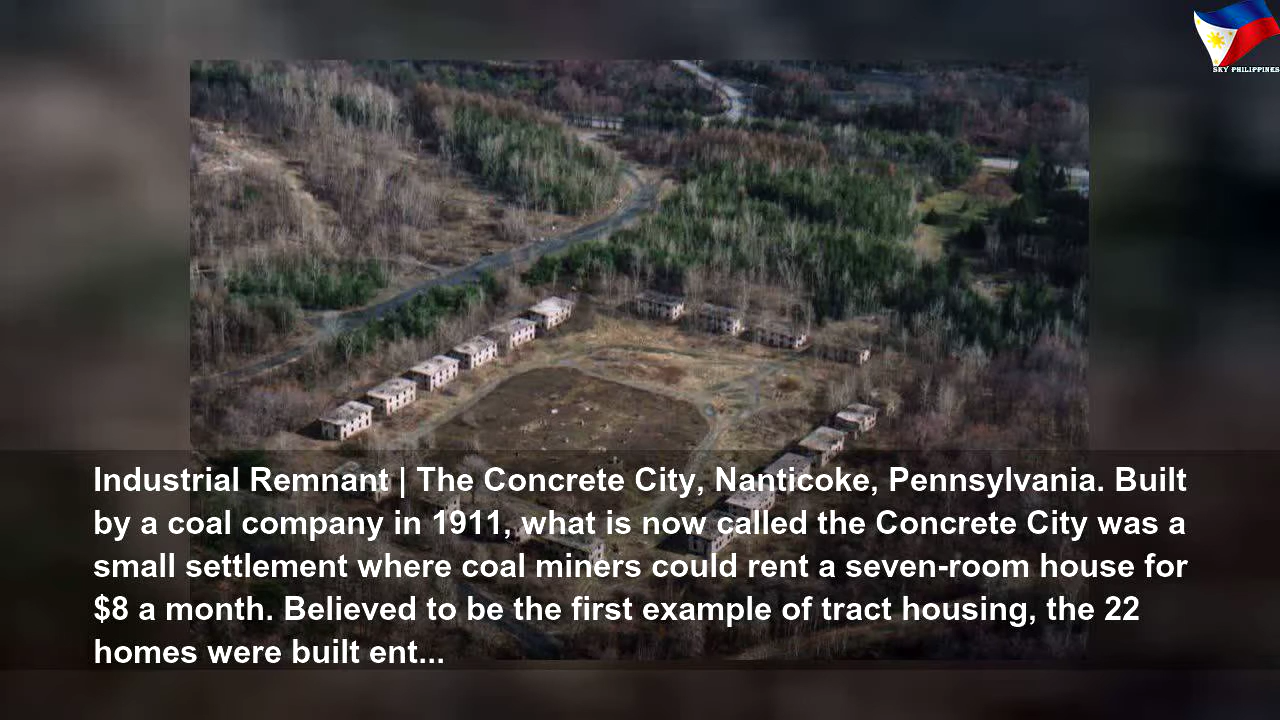 SKY PHILIPPINES
Industrial Remnant | The Concrete City, Nanticoke, Pennsylvania. Built
by a coal company in 1911, what is now called the Concrete City was a
small settlement where coal miners could rent a seven-room house for
$8 a month. Believed to be the first example of tract housing, the 22
homes were built ent...